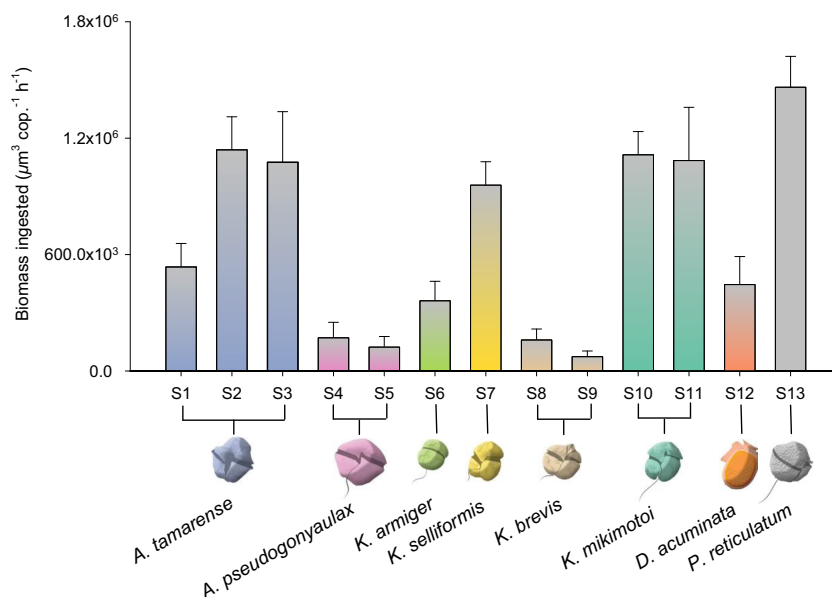 Biomass ingested (µm³ cop.⁻¹ h⁻¹)
1.8x10⁶
1.2x10⁶
600.0x10³
0.0
S1 S2 S3 S4 S5 S6 S7 S8 S9 S10 S11 S12 S13
A. tamarense
A. pseudogonyaulax
K. armiger
K. selliformis
K. brevis
K. mikimotoi
D. acuminata
P. reticulatum